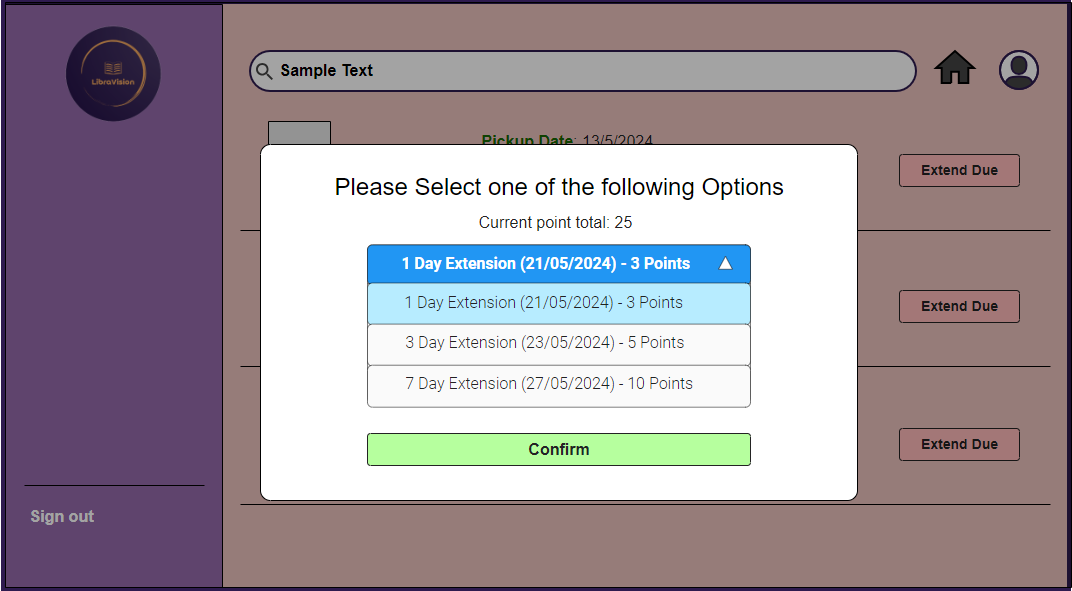 LibraVision
Sample Text
Pickup Date: 13/5/2024
Extend Due
Please Select one of the following Options
Current point total: 25
1 Day Extension (21/05/2024) - 3 Points
1 Day Extension (21/05/2024) - 3 Points
Extend Due
3 Day Extension (23/05/2024) - 5 Points
7 Day Extension (27/05/2024) - 10 Points
Confirm
Extend Due
Sign out